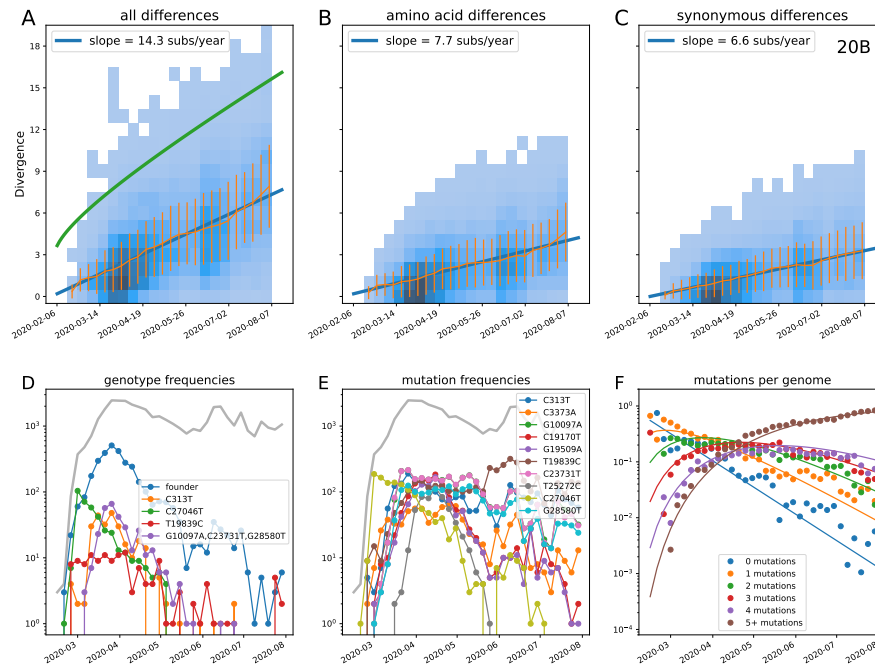 A all differences
B amino acid differences
C synonymous differences
slope = 14.3 subs/year
slope = 7.7 subs/year
slope = 6.6 subs/year
20B
Divergence
18
15
12
9
6
3
0
2020-02-06 2020-03-14 2020-04-19 2020-05-26 2020-07-02 2020-08-07
2020-02-06 2020-03-14 2020-04-19 2020-05-26 2020-07-02 2020-08-07
2020-02-06 2020-03-14 2020-04-19 2020-05-26 2020-07-02 2020-08-07
D genotype frequencies
E mutation frequencies
F mutations per genome
10³
10²
10¹
10⁰
founder
C313T
C27046T
T19839C
G10097A,C23731T,G28580T
2020-03 2020-04 2020-05 2020-06 2020-07 2020-08
10³
10²
10¹
10⁰
C313T
C3373A
G10097A
C19170T
G19509A
T19839C
C23731T
T25272C
C27046T
G28580T
2020-03 2020-04 2020-05 2020-06 2020-07 2020-08
10⁰
10⁻¹
10⁻²
10⁻³
10⁻⁴
0 mutations
1 mutations
2 mutations
3 mutations
4 mutations
5+ mutations
2020-03 2020-04 2020-05 2020-06 2020-07 2020-08